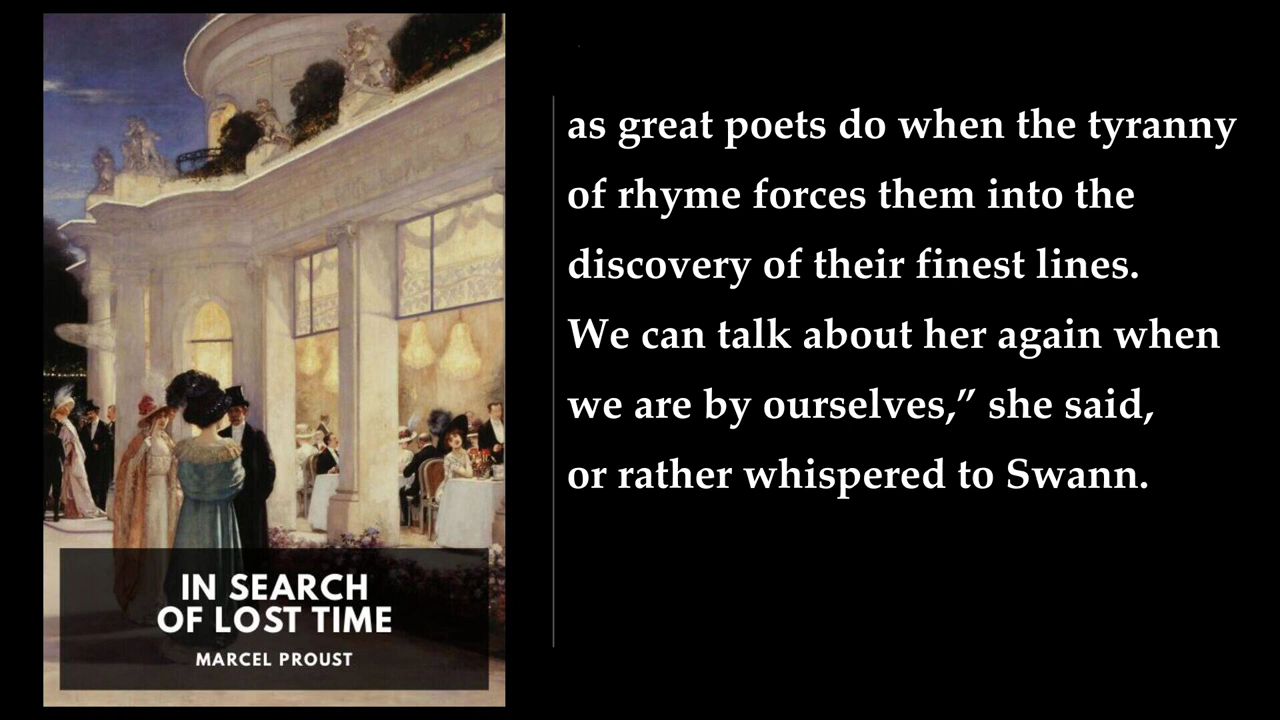 as great poets do when the tyranny
of rhyme forces them into the
discovery of their finest lines.
We can talk about her again when
we are by ourselves,” she said,
or rather whispered to Swann.
IN SEARCH
OF LOST TIME
MARCEL PROUST